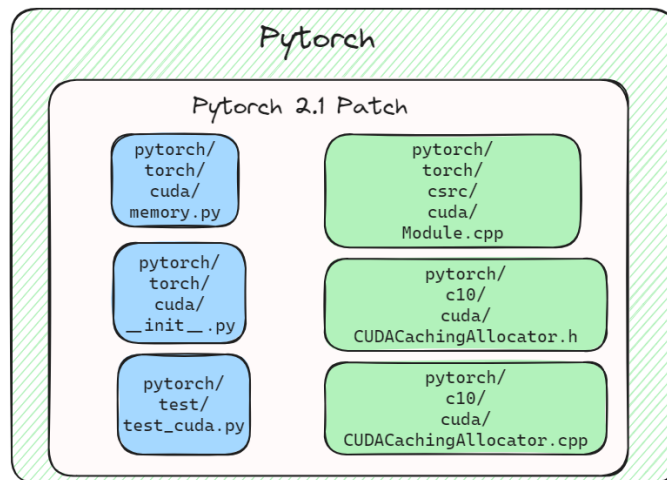 Pytorch
Pytorch 2.1 Patch
pytorch/
torch/
cuda/
memory.py
pytorch/
torch/
csrc/
cuda/
Module.cpp
pytorch/
torch/
cuda/
__init__.py
pytorch/
c10/
cuda/
CUDACachingAllocator.h
pytorch/
test/
test_cuda.py
pytorch/
c10/
cuda/
CUDACachingAllocator.cpp